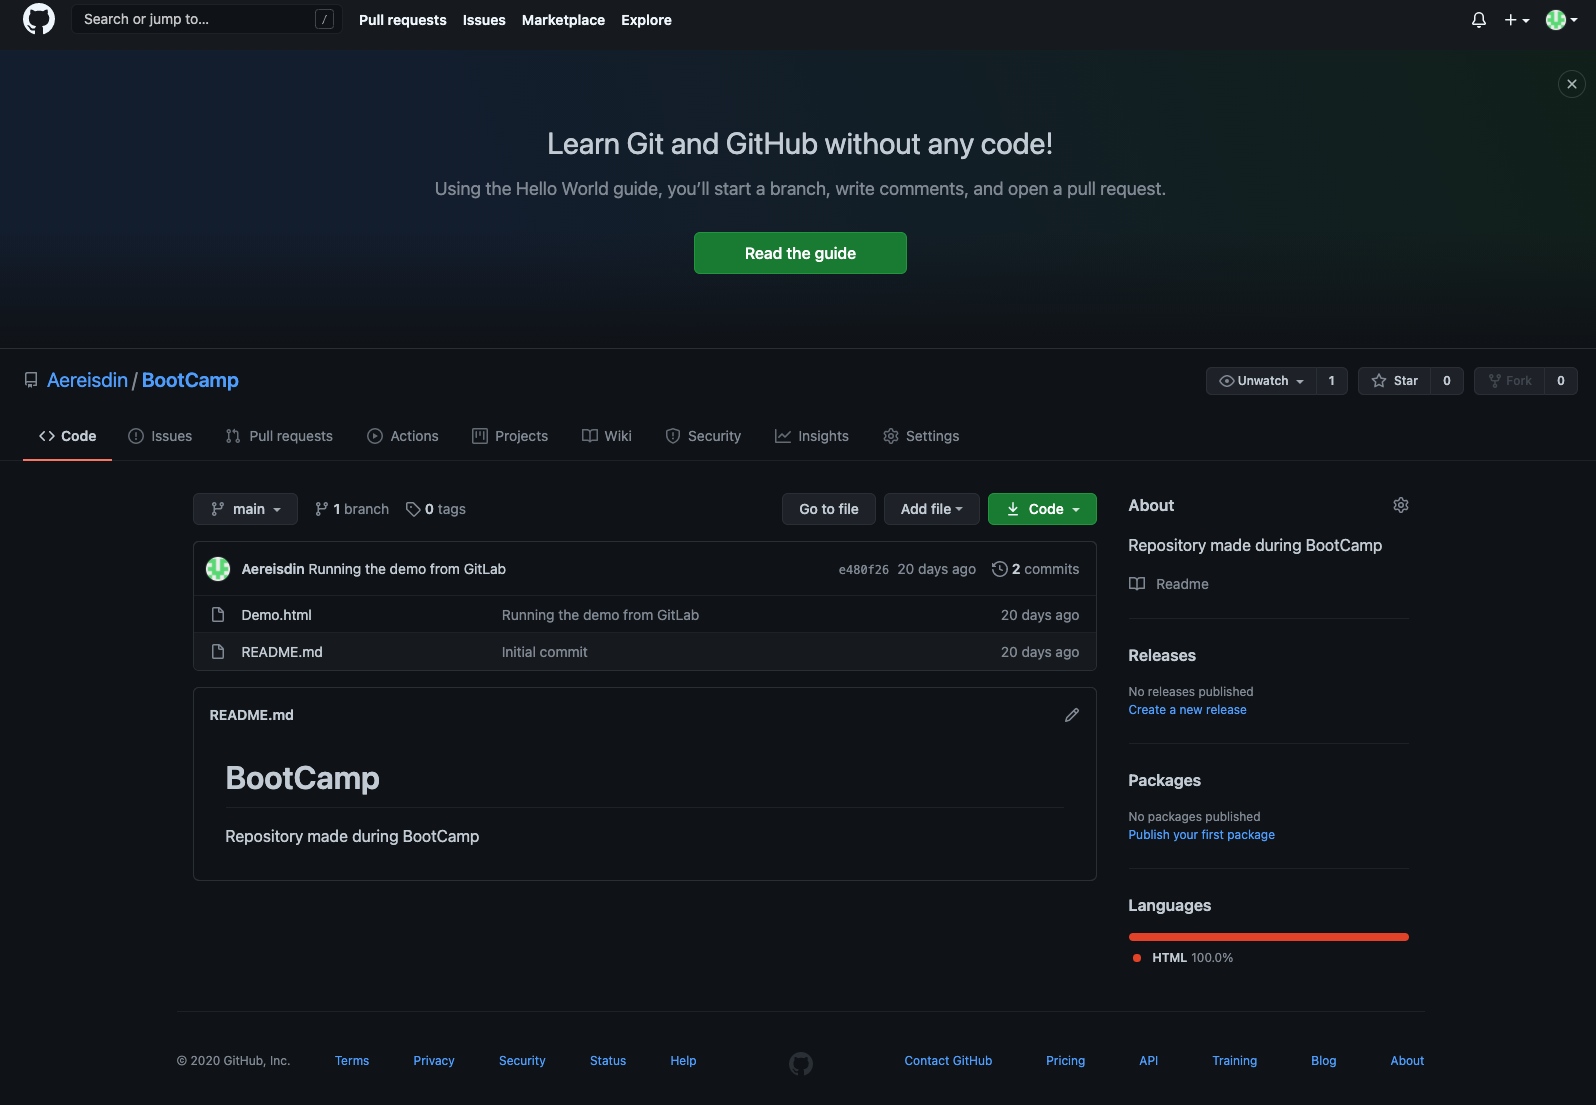 Search or jump to... /
Pull requests Issues Marketplace Explore
Learn Git and GitHub without any code!
Using the Hello World guide, you’ll start a branch, write comments, and open a pull request.
Read the guide
Aereisdin / BootCamp
Unwatch 1 Star 0 Fork 0
Code Issues Pull requests Actions Projects Wiki Security Insights Settings
main 1 branch 0 tags Go to file Add file Code
Aereisdin Running the demo from GitLab e480f26 20 days ago 2 commits
Demo.html Running the demo from GitLab 20 days ago
README.md Initial commit 20 days ago
README.md
BootCamp
Repository made during BootCamp
About
Repository made during BootCamp
Readme
Releases
No releases published
Create a new release
Packages
No packages published
Publish your first package
Languages
HTML 100.0%
© 2020 GitHub, Inc. Terms Privacy Security Status Help Contact GitHub Pricing API Training Blog About